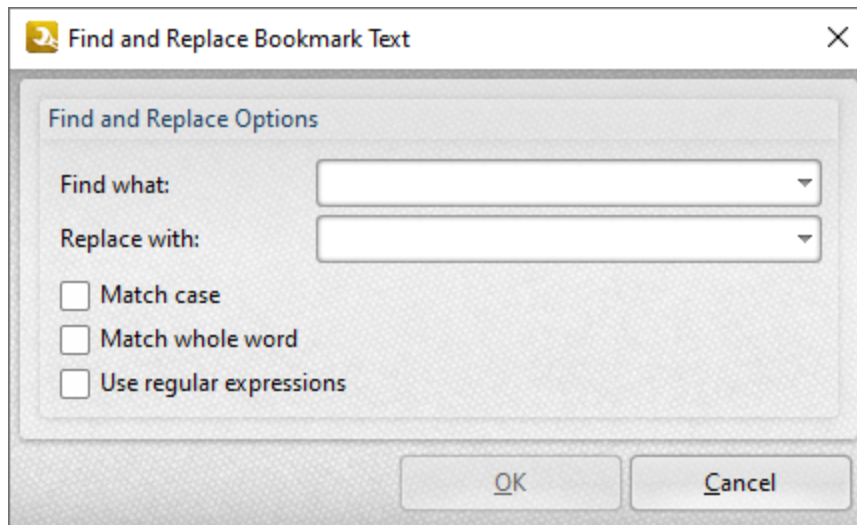 Find and Replace Bookmark Text
Find and Replace Options
Find what:
Replace with:
Match case
Match whole word
Use regular expressions
OK
Cancel